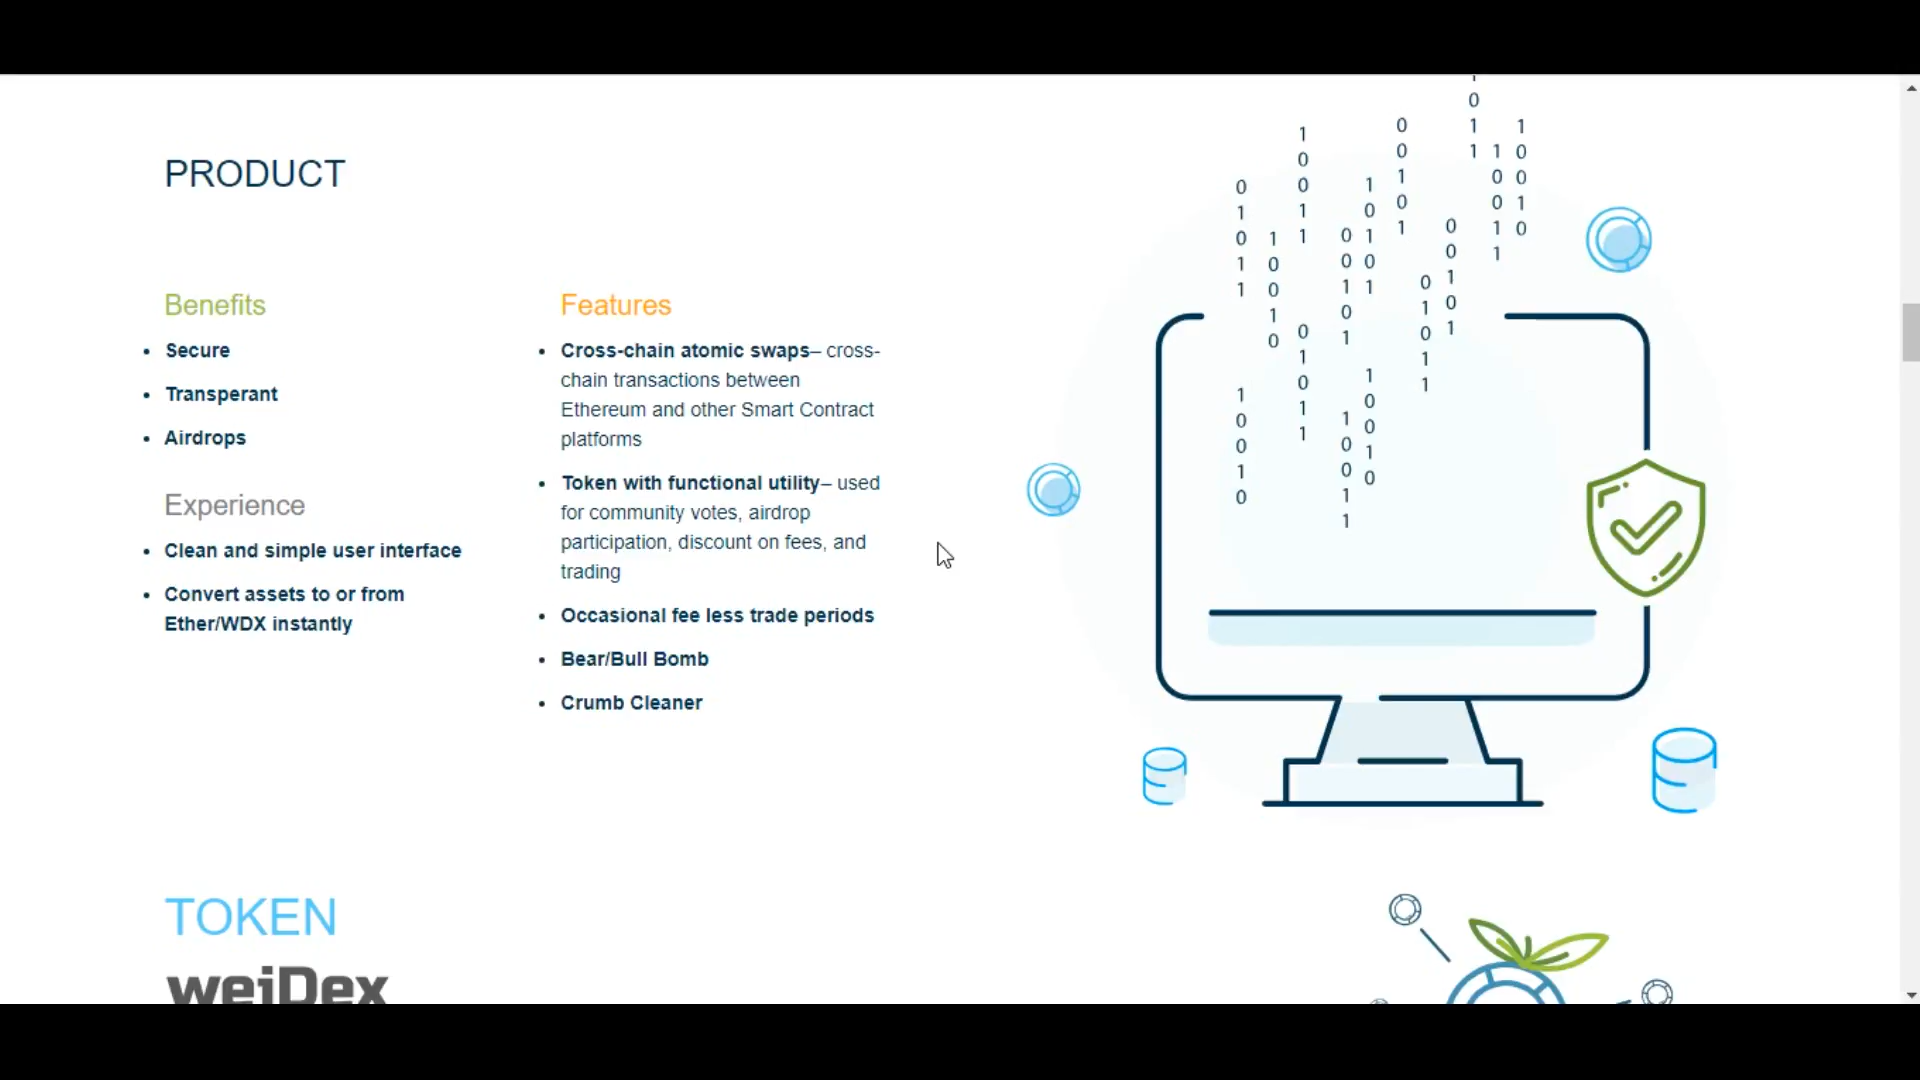 PRODUCT
Benefits
Secure
Transperant
Airdrops
Experience
Clean and simple user interface
Convert assets to or from
Ether/WDX instantly
Features
Cross-chain atomic swaps– cross-
chain transactions between
Ethereum and other Smart Contract
platforms
Token with functional utility– used
for community votes, airdrop
participation, discount on fees, and
trading
Occasional fee less trade periods
Bear/Bull Bomb
Crumb Cleaner
TOKEN
weiDex